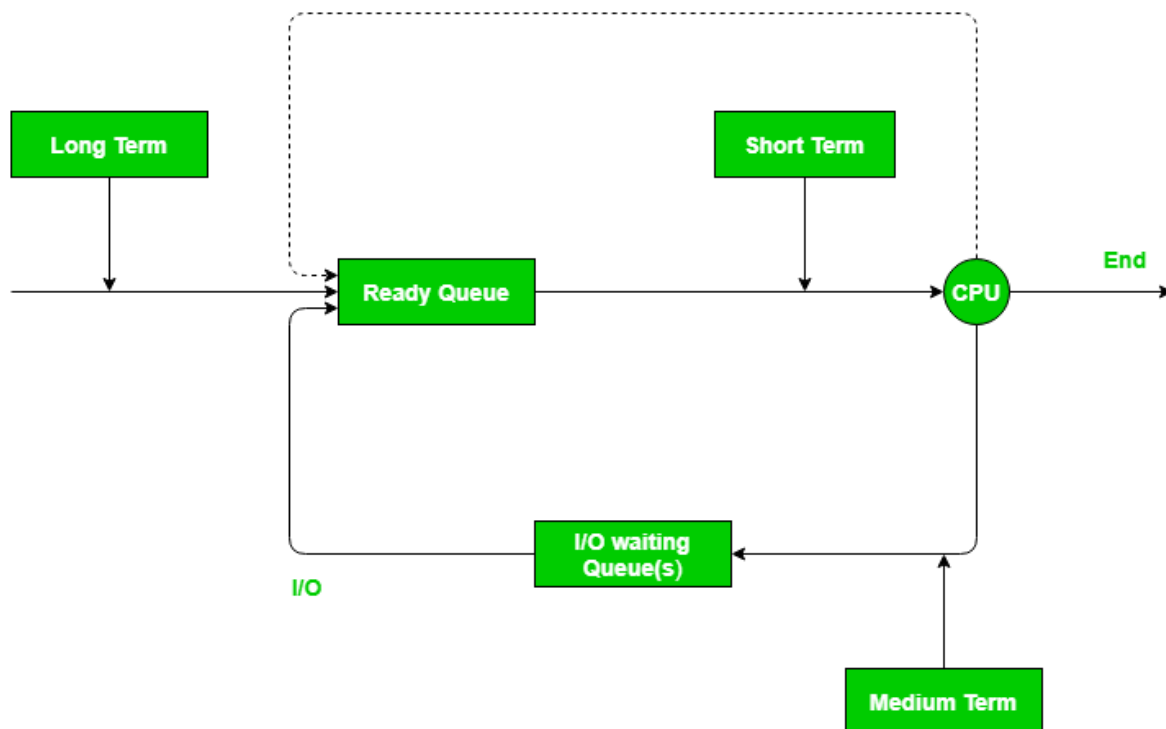 Long Term
Short Term
End
Ready Queue
CPU
I/O waiting
Queue(s)
I/O
Medium Term